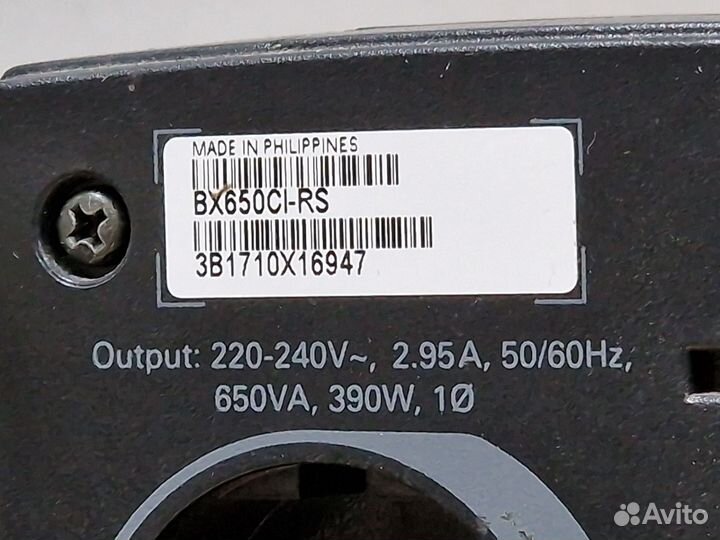 MADE IN PHILIPPINES
BX650CI-RS
3B1710X16947
Output: 220-240V~, 2.95A, 50/60Hz,
650VA, 390W, 1Ø
Avito